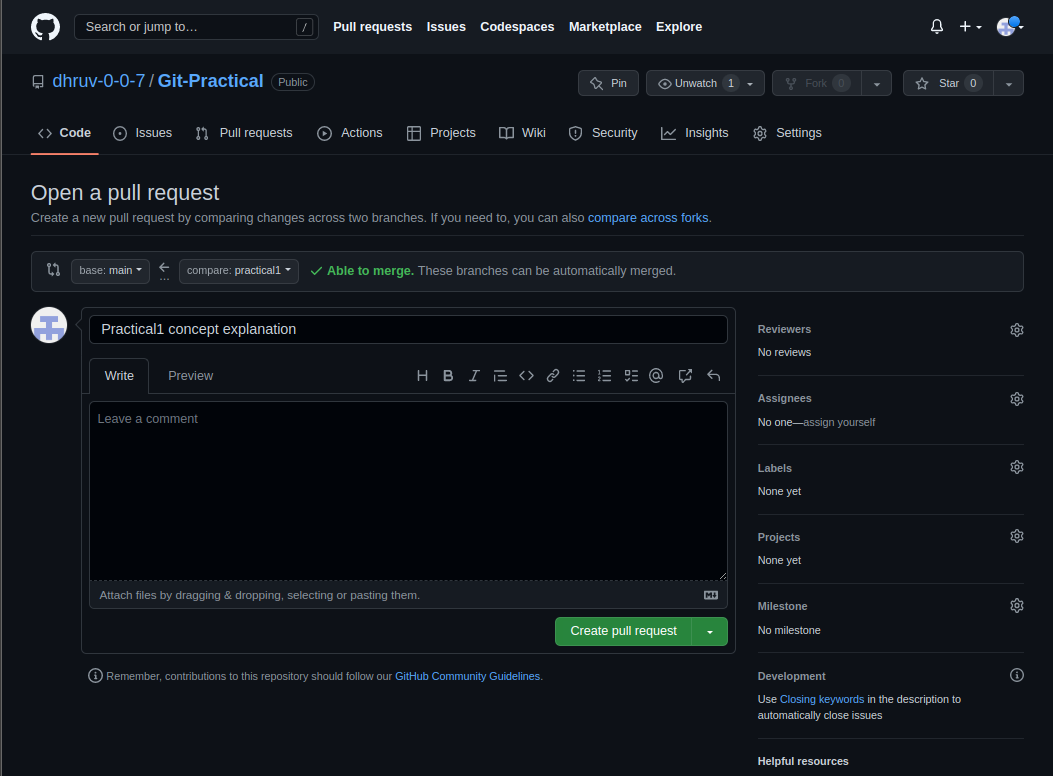 Search or jump to… / Pull requests Issues Codespaces Marketplace Explore
dhruv-0-0-7 / Git-Practical Public Pin Unwatch 1 Fork 0 Star 0
Code Issues Pull requests Actions Projects Wiki Security Insights Settings
Open a pull request
Create a new pull request by comparing changes across two branches. If you need to, you can also compare across forks.
base: main ← ... compare: practical1 ✓ Able to merge. These branches can be automatically merged.
Practical1 concept explanation
Write Preview H B I @
Leave a comment
Attach files by dragging & dropping, selecting or pasting them.
Create pull request
Remember, contributions to this repository should follow our GitHub Community Guidelines.
Reviewers
No reviews
Assignees
No one—assign yourself
Labels
None yet
Projects
None yet
Milestone
No milestone
Development
Use Closing keywords in the description to
automatically close issues
Helpful resources